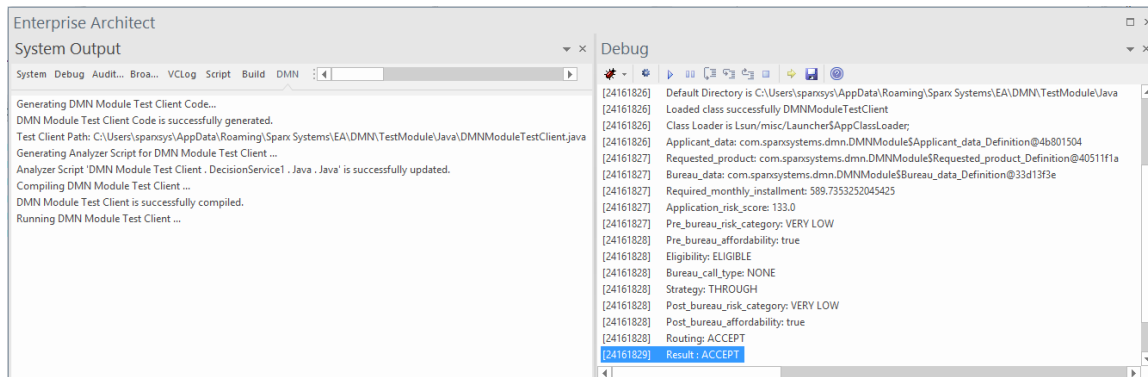 Enterprise Architect
System Output
System Debug Audit... Broa... VCLog Script Build DMN
Generating DMN Module Test Client Code...
DMN Module Test Client Code is successfully generated.
Test Client Path: C:\Users\sparxsys\AppData\Roaming\Sparx Systems\EA\DMN\TestModule\Java\DMNModuleTestClient.java
Generating Analyzer Script for DMN Module Test Client ...
Analyzer Script 'DMN Module Test Client . DecisionService1 . Java . Java' is successfully updated.
Compiling DMN Module Test Client ...
DMN Module Test Client is successfully compiled.
Running DMN Module Test Client ...
Debug
[24161826] Default Directory is C:\Users\sparxsys\AppData\Roaming\Sparx Systems\EA\DMN\TestModule\Java
[24161826] Loaded class successfully DMNModuleTestClient
[24161826] Class Loader is Lsun/misc/Launcher$AppClassLoader;
[24161826] Applicant_data: com.sparxsystems.dmn.DMNModule$Applicant_data_Definition@4b801504
[24161827] Requested_product: com.sparxsystems.dmn.DMNModule$Requested_product_Definition@40511f1a
[24161827] Bureau_data: com.sparxsystems.dmn.DMNModule$Bureau_data_Definition@33d13f3e
[24161827] Required_monthly_installment: 589.7353252045425
[24161827] Application_risk_score: 133.0
[24161827] Pre_bureau_risk_category: VERY LOW
[24161828] Pre_bureau_affordability: true
[24161828] Eligibility: ELIGIBLE
[24161828] Bureau_call_type: NONE
[24161828] Strategy: THROUGH
[24161828] Post_bureau_risk_category: VERY LOW
[24161828] Post_bureau_affordability: true
[24161828] Routing: ACCEPT
[24161829] Result : ACCEPT